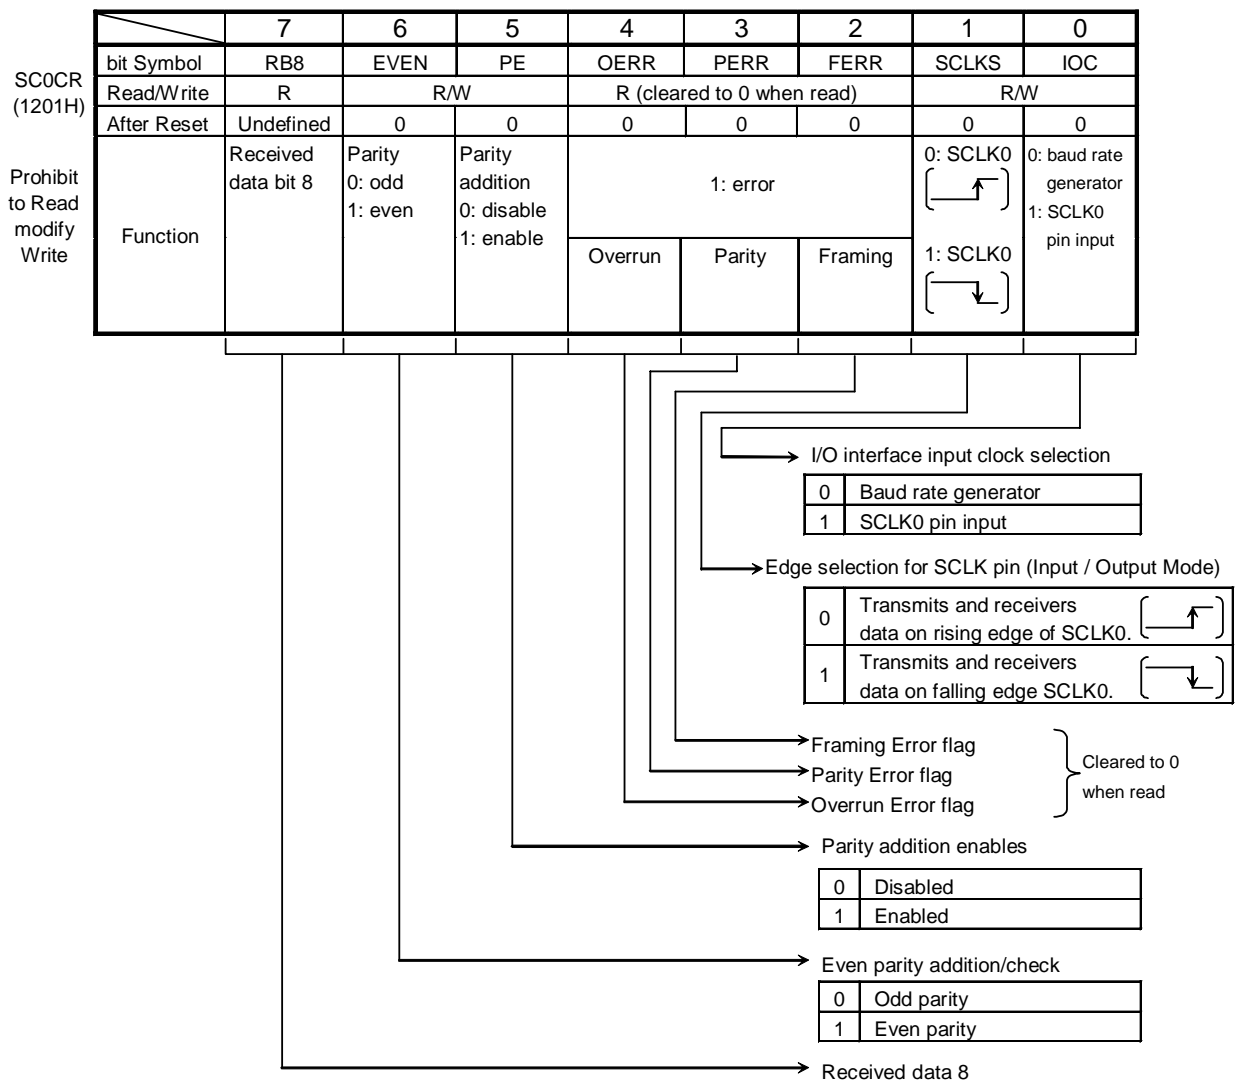 7 6 5 4 3 2 1 0
SC0CR
(1201H)
bit Symbol RB8 EVEN PE OERR PERR FERR SCLKS IOC
Read/Write R R/W R (cleared to 0 when read) R/W
After Reset Undefined 0 0 0 0 0 0 0
Prohibit
to Read
modify
Write
Function
Received
data bit 8
Parity
0: odd
1: even
Parity
addition
0: disable
1: enable
1: error
Overrun Parity Framing
0: SCLK0
1: SCLK0
0: baud rate
generator
1: SCLK0
pin input
I/O interface input clock selection
0 Baud rate generator
1 SCLK0 pin input
Edge selection for SCLK pin (Input / Output Mode)
0 Transmits and receivers
data on rising edge of SCLK0.
1 Transmits and receivers
data on falling edge SCLK0.
Framing Error flag
Parity Error flag
Overrun Error flag
Cleared to 0
when read
Parity addition enables
0 Disabled
1 Enabled
Even parity addition/check
0 Odd parity
1 Even parity
Received data 8